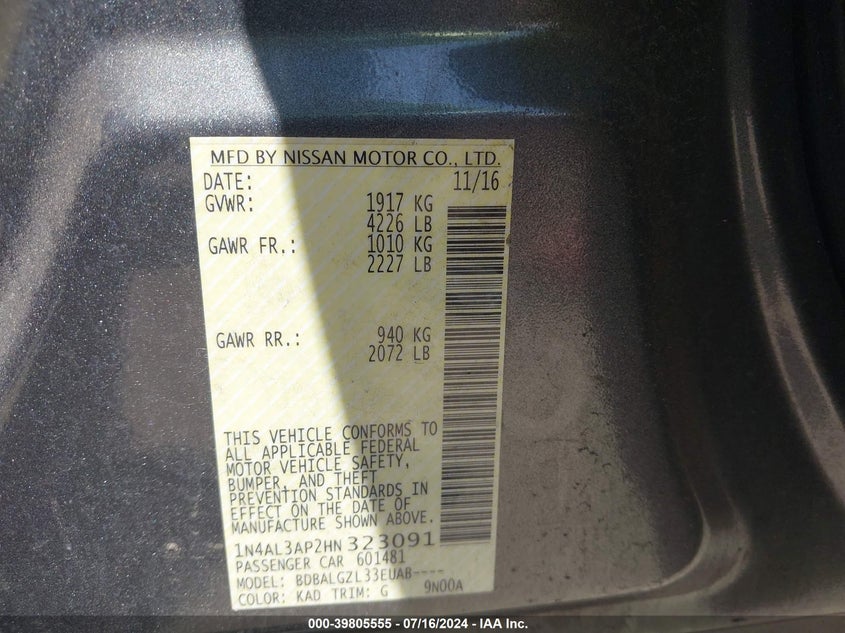 MFD BY NISSAN MOTOR CO., LTD.
DATE: 11/16
GVWR: 1917 KG
4226 LB
GAWR FR.: 1010 KG
2227 LB
GAWR RR.: 940 KG
2072 LB
THIS VEHICLE CONFORMS TO
ALL APPLICABLE FEDERAL
MOTOR VEHICLE SAFETY,
BUMPER, AND THEFT
PREVENTION STANDARDS IN
EFFECT ON THE DATE OF
MANUFACTURE SHOWN ABOVE.
1N4AL3AP2HN323091
PASSENGER CAR 601481
MODEL: BDBALGZL33EUAB----
COLOR: KAD TRIM: G 9N00A
000-39805555 - 07/16/2024 - IAA Inc.